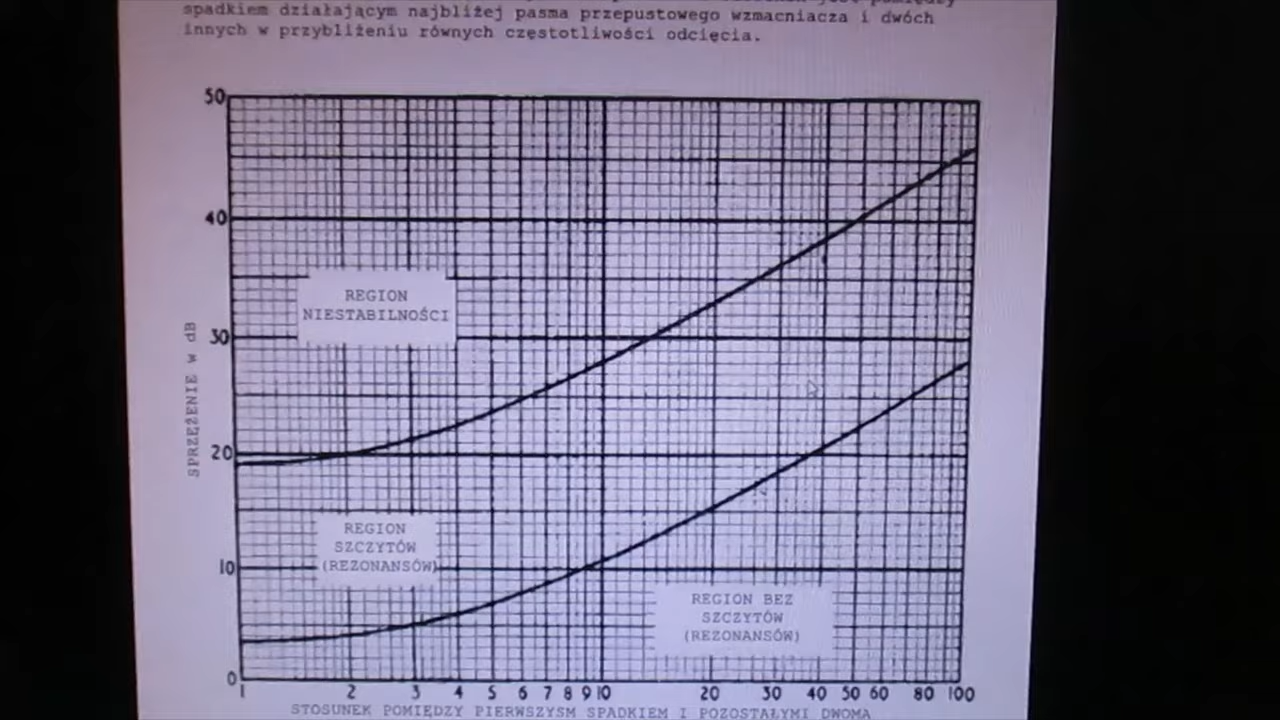 spadkiem działającym najbliżej pasma przepustowego wzmacniacza i dwóch
innych w przybliżeniu równych częstotliwości odcięcia.
50
40
30
20
10
0
SPRZĘŻENIE w dB
REGION
NIESTABILNOŚCI
REGION
SZCZYTÓW
(REZONANSÓW)
REGION BEZ
SZCZYTÓW
(REZONANSÓW)
1 2 3 4 5 6 7 8 9 10 20 30 40 50 60 80 100
STOSUNEK POMIĘDZY PIERWSZYSM SPADKIEM I POZOSTAŁYMI DWOMA